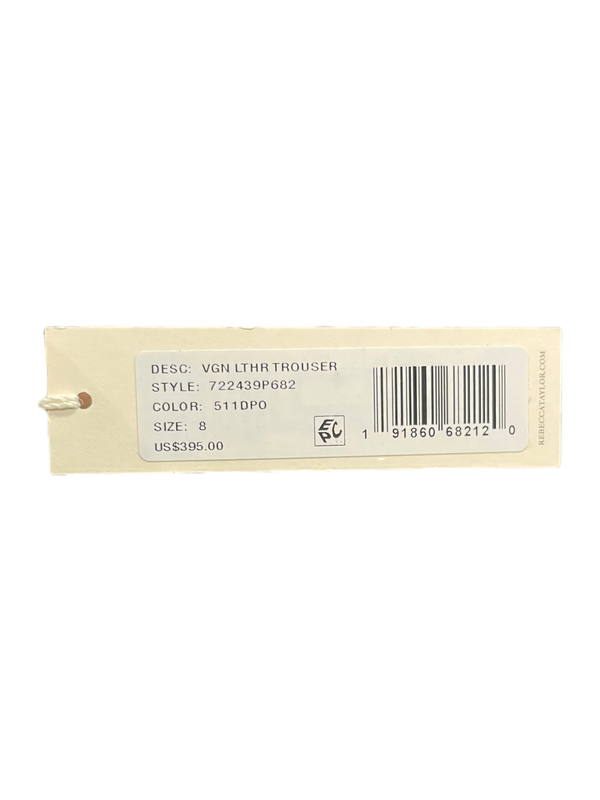 DESC: VGN LTHR TROUSER
STYLE: 722439P682
COLOR: 511DPO
SIZE: 8
US$395.00
EPC
1 91860 68212 0
REBECCATAYLOR.COM